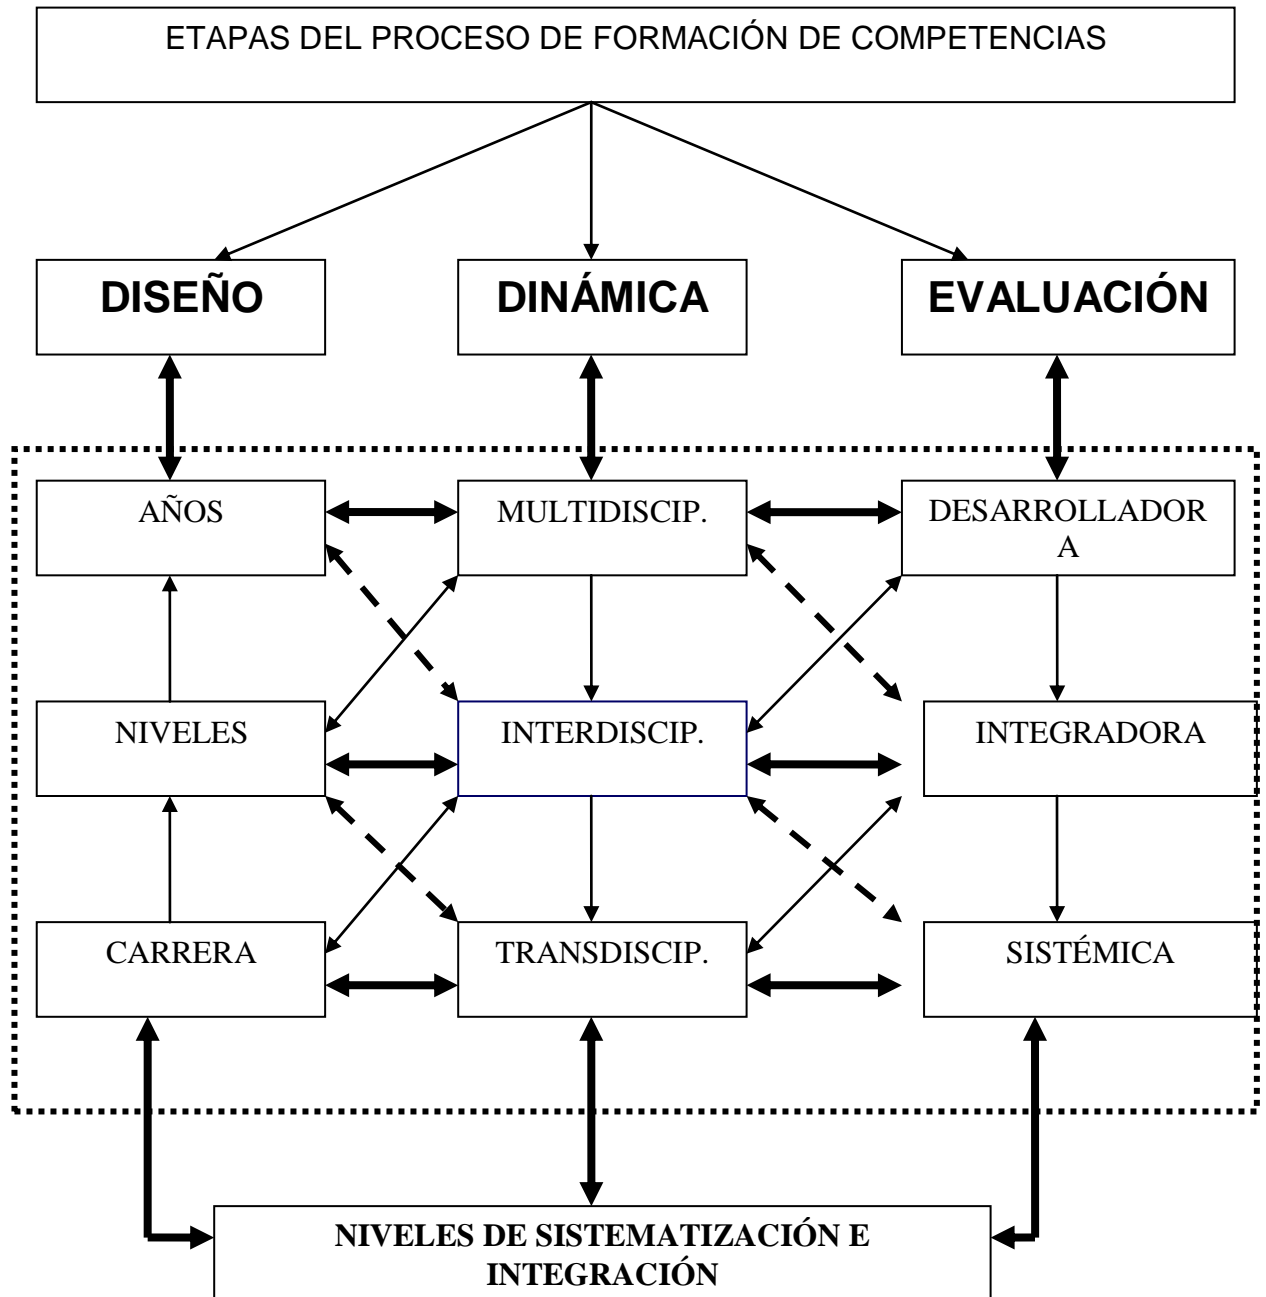 ETAPAS DEL PROCESO DE FORMACIÓN DE COMPETENCIAS
DISEÑO
DINÁMICA
EVALUACIÓN
AÑOS
MULTIDISCIP.
DESARROLLADOR
A
NIVELES
INTERDISCIP.
INTEGRADORA
CARRERA
TRANSDISCIP.
SISTÉMICA
NIVELES DE SISTEMATIZACIÓN E
INTEGRACIÓN